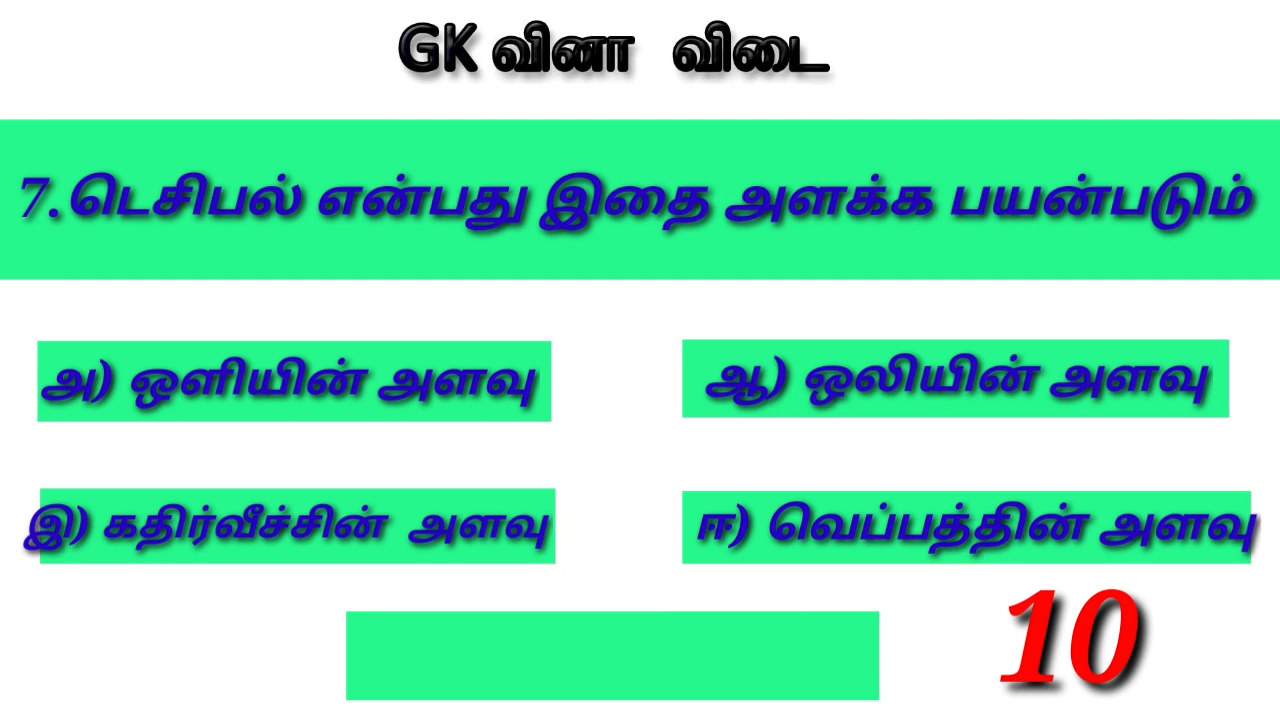 GK வினா விடை
7.டெசிபல் என்பது இதை அளக்க பயன்படும்
அ) ஒளியின் அளவு
ஆ) ஒலியின் அளவு
இ) கதிர்வீச்சின் அளவு
ஈ) வெப்பத்தின் அளவு
10